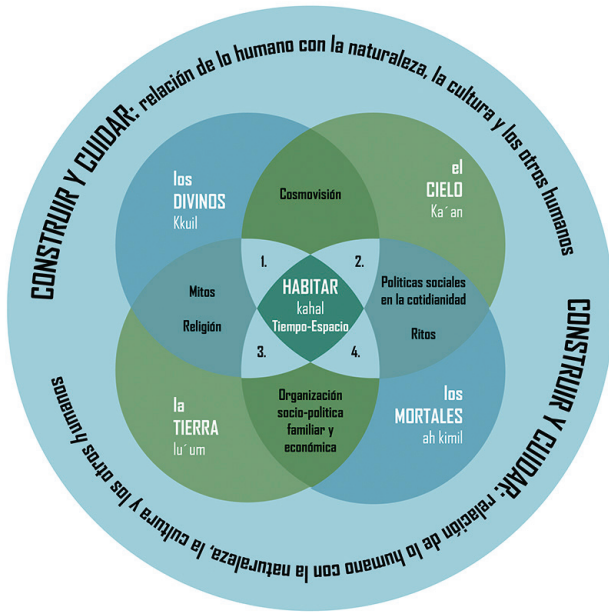 CONSTRUIR Y CUIDAR: relación de lo humano con la naturaleza, la cultura y los otros humanos
los
DIVINOS
Kkuil
Cosmovisión
el
CIELO
Ka´an
1.
2.
Mitos
Religión
HABITAR
kahal
Tiempo-Espacio
Políticas sociales
en la cotidianidad
Ritos
3.
4.
la
TIERRA
lu´um
Organización
socio-política
familiar y
económica
los
MORTALES
ah kimil
CONSTRUIR Y CUIDAR: relación de lo humano con la naturaleza, la cultura y los otros humanos